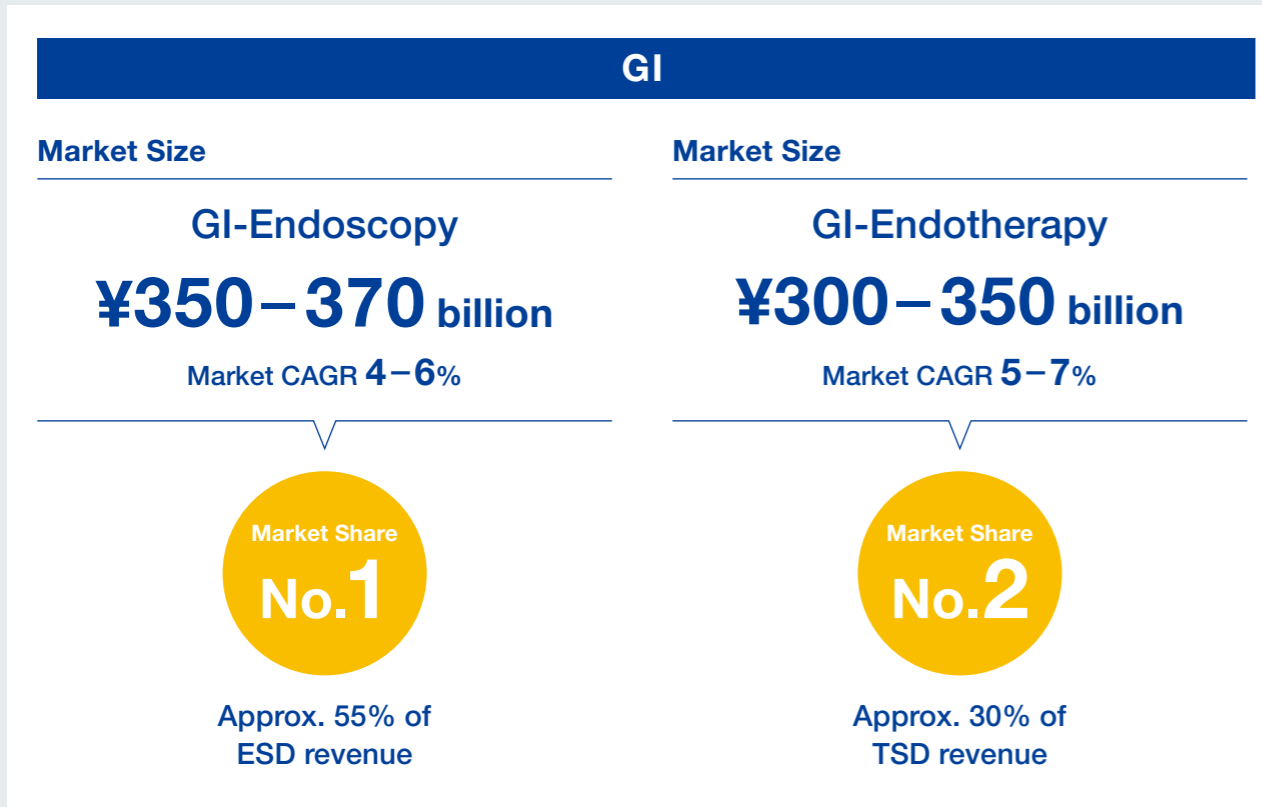 GI
Market Size
GI-Endoscopy
¥350–370 billion
Market CAGR 4–6%
Market Share
No.1
Approx. 55% of
ESD revenue
Market Size
GI-Endotherapy
¥300–350 billion
Market CAGR 5–7%
Market Share
No.2
Approx. 30% of
TSD revenue